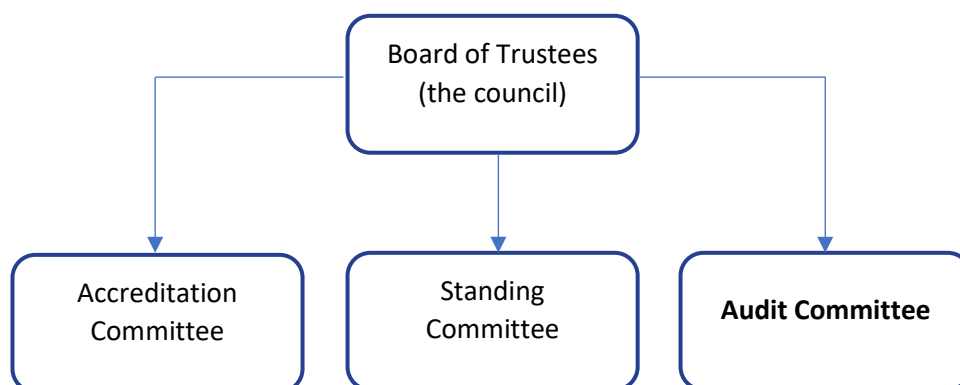 Board of Trustees
(the council)
Accreditation
Committee
Standing
Committee
Audit Committee